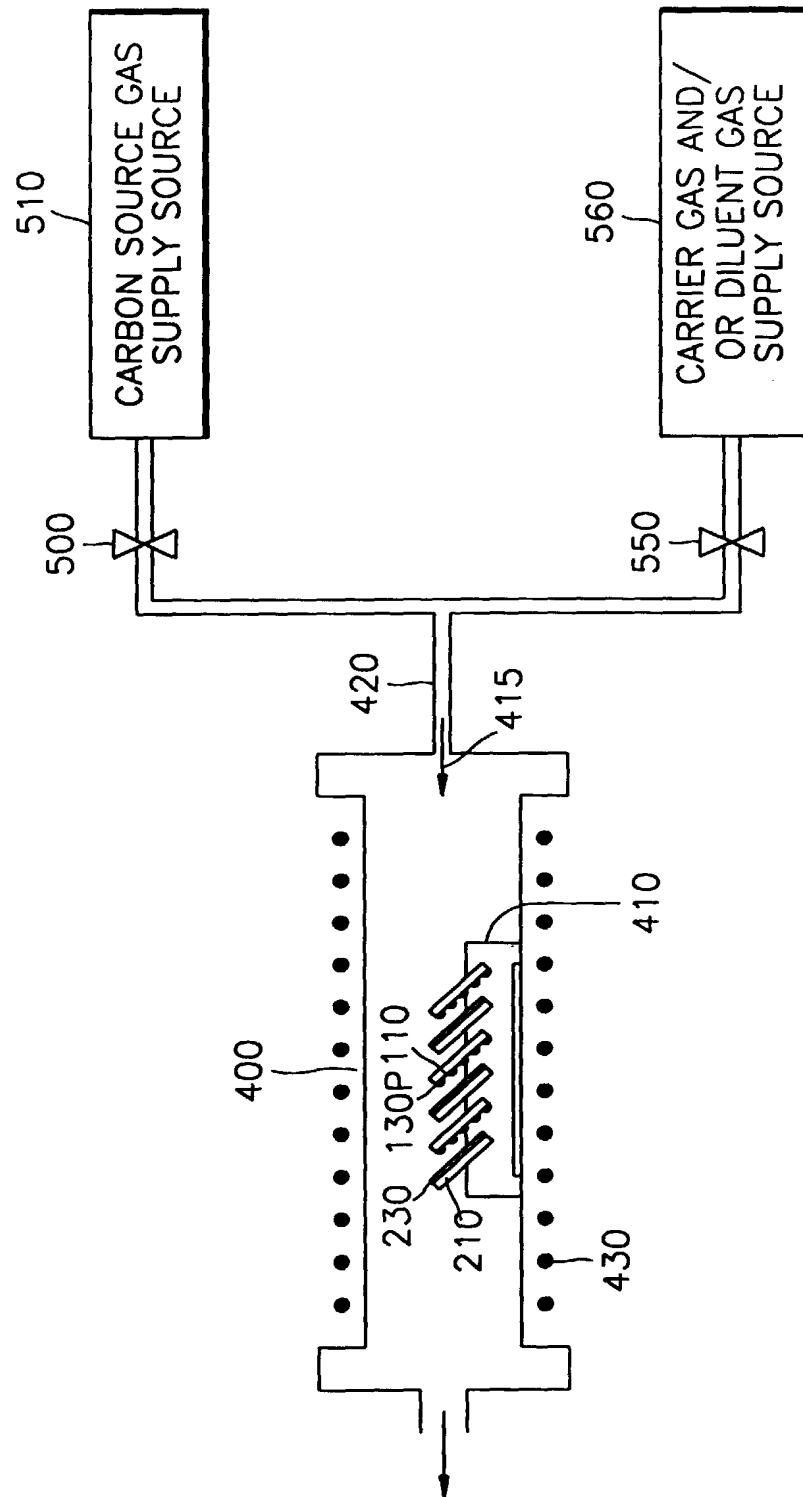 510
CARBON SOURCE GAS
SUPPLY SOURCE
500
560
CARRIER GAS AND/
OR DILUENT GAS
SUPPLY SOURCE
550
420
415
400
410
130P
110
230
210
430